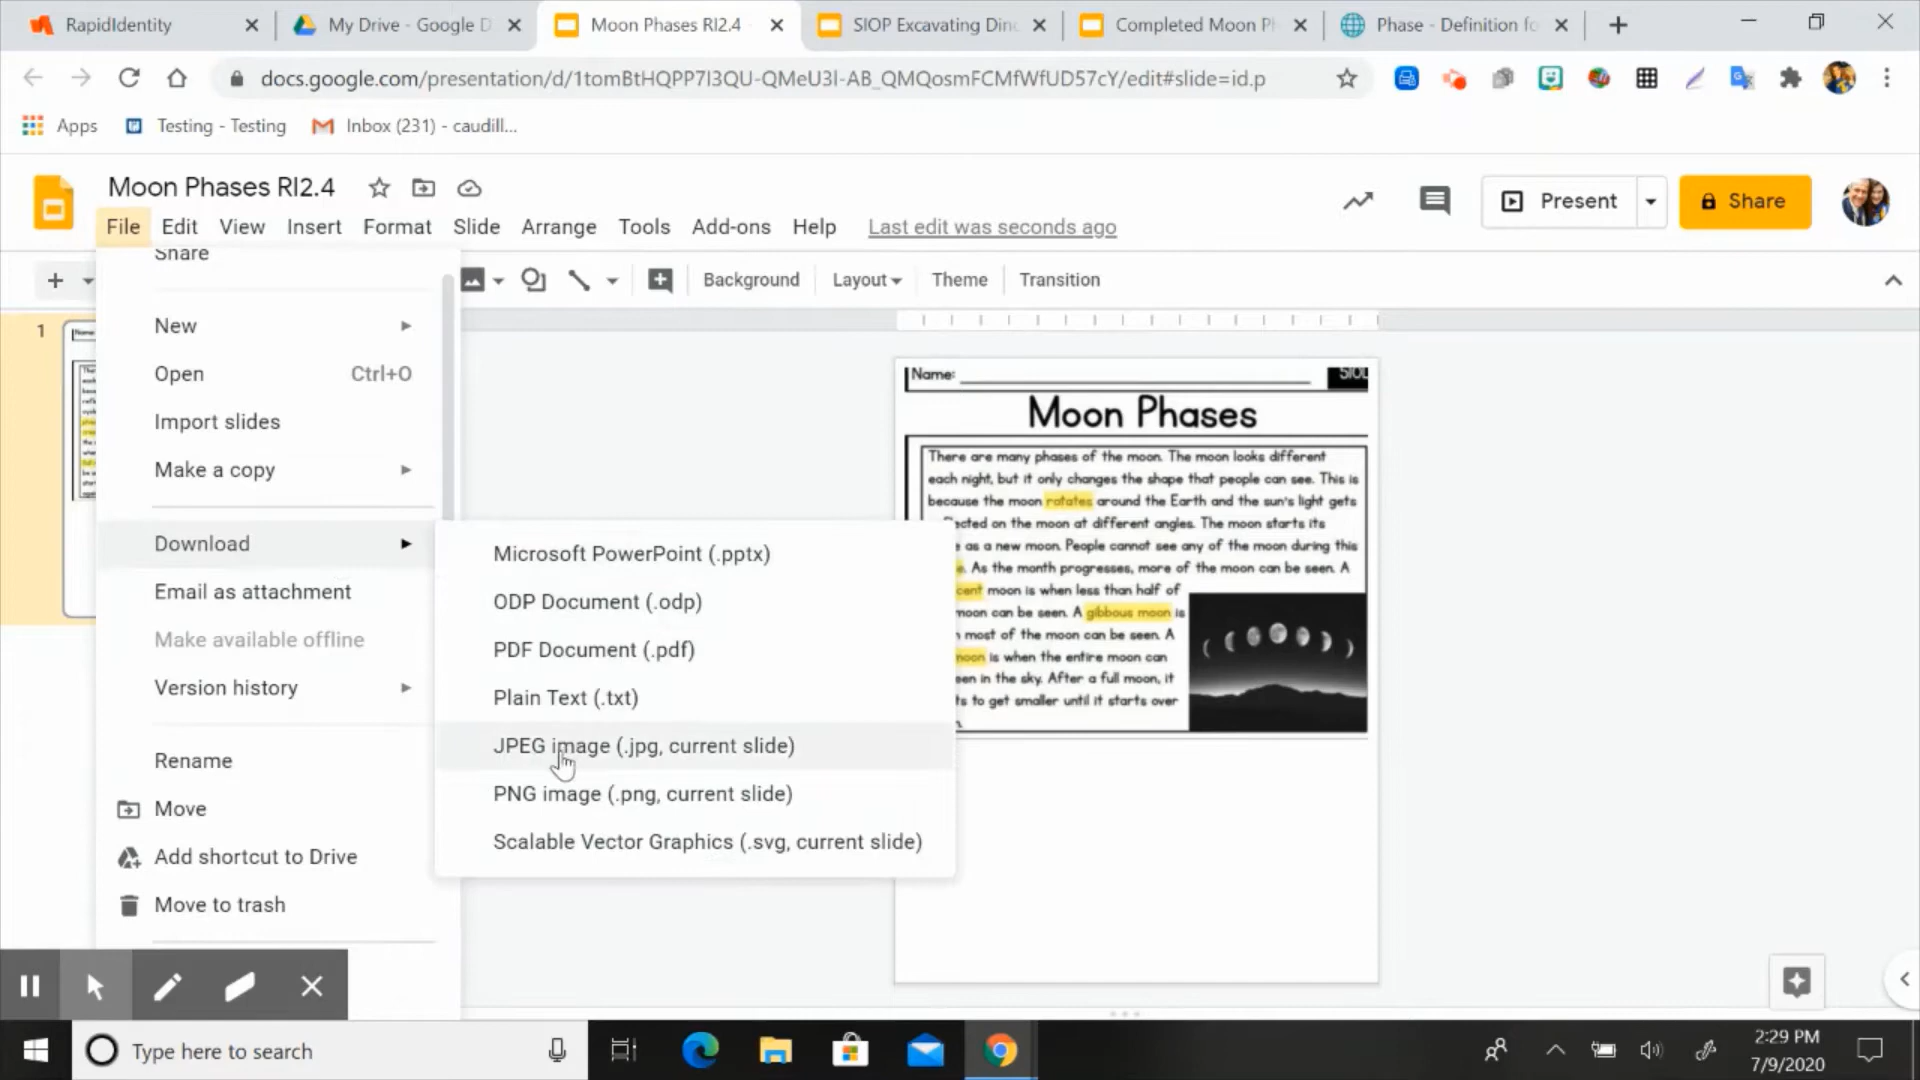 RapidIdentity
My Drive - Google D
Moon Phases RI2.4
SIOP Excavating Din
Completed Moon Ph
Phase - Definition fo
docs.google.com/presentation/d/1tomBtHQPP7I3QU-QMeU3l-AB_QMQosmFCMfWfUD57cY/edit#slide=id.p
Apps
Testing - Testing
Inbox (231) - caudill...
Moon Phases RI2.4
File Edit View Insert Format Slide Arrange Tools Add-ons Help
Last edit was seconds ago
Present
Share
Background Layout Theme Transition
1
Share
New
Open Ctrl+O
Import slides
Make a copy
Download
Email as attachment
Make available offline
Version history
Rename
Move
Add shortcut to Drive
Move to trash
Microsoft PowerPoint (.pptx)
ODP Document (.odp)
PDF Document (.pdf)
Plain Text (.txt)
JPEG image (.jpg, current slide)
PNG image (.png, current slide)
Scalable Vector Graphics (.svg, current slide)
Name:
Moon Phases
There are many phases of the moon. The moon looks different
each night, but it only changes the shape that people can see. This is
because the moon rotates around the Earth and the sun's light gets
lected on the moon at different angles. The moon starts its
e as a new moon. People cannot see any of the moon during this
e. As the month progresses, more of the moon can be seen. A
cent moon is when less than half of
moon can be seen. A gibbous moon is
n most of the moon can be seen. A
moon is when the entire moon can
een in the sky. After a full moon, it
ts to get smaller until it starts over
n.
Type here to search
2:29 PM
7/9/2020